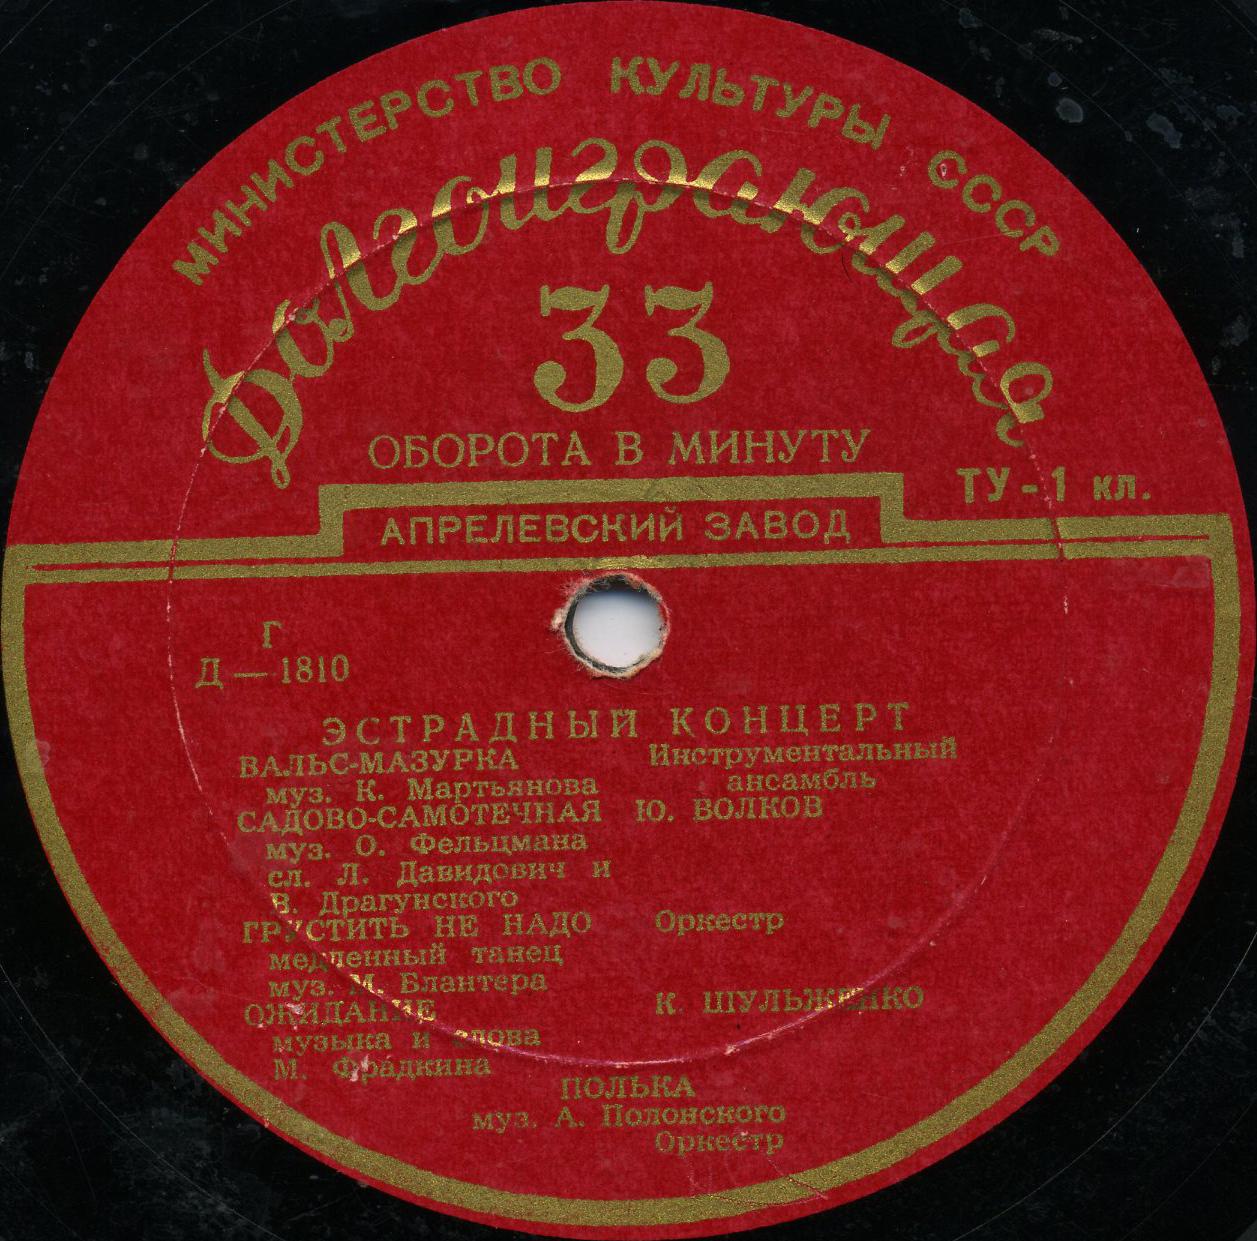 МИНИСТЕРСТВО КУЛЬТУРЫ СССР
Долгоиграющая
33
ОБОРОТА В МИНУТУ
ТУ - 1 кл.
АПРЕЛЕВСКИЙ ЗАВОД
Г
Д — 1810
ЭСТРАДНЫЙ КОНЦЕРТ
ВАЛЬС-МАЗУРКА Инструментальный
муз. К. Мартьянова ансамбль
САДОВО-САМОТЕЧНАЯ Ю. ВОЛКОВ
муз. О. Фельцмана
сл. Л. Давидович и
В. Драгунского
ГРУСТИТЬ НЕ НАДО Оркестр
медленный танец
муз. М. Блантера
ОЖИДАНИЕ К. ШУЛЬЖЕНКО
музыка и слова
М. Фрадкина
ПОЛЬКА
муз. А. Полонского
Оркестр